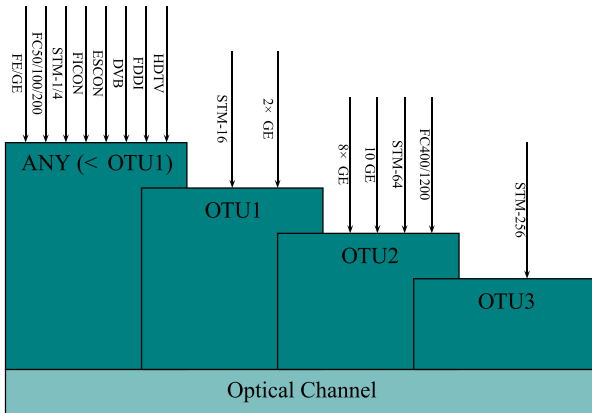 FE/GE
FC50/100/200
STM-1/4
FICON
ESCON
DVB
FDDI
HDTV
ANY (< OTU1)
STM-16
2× GE
OTU1
8× GE
10 GE
STM-64
FC400/1200
OTU2
STM-256
OTU3
Optical Channel